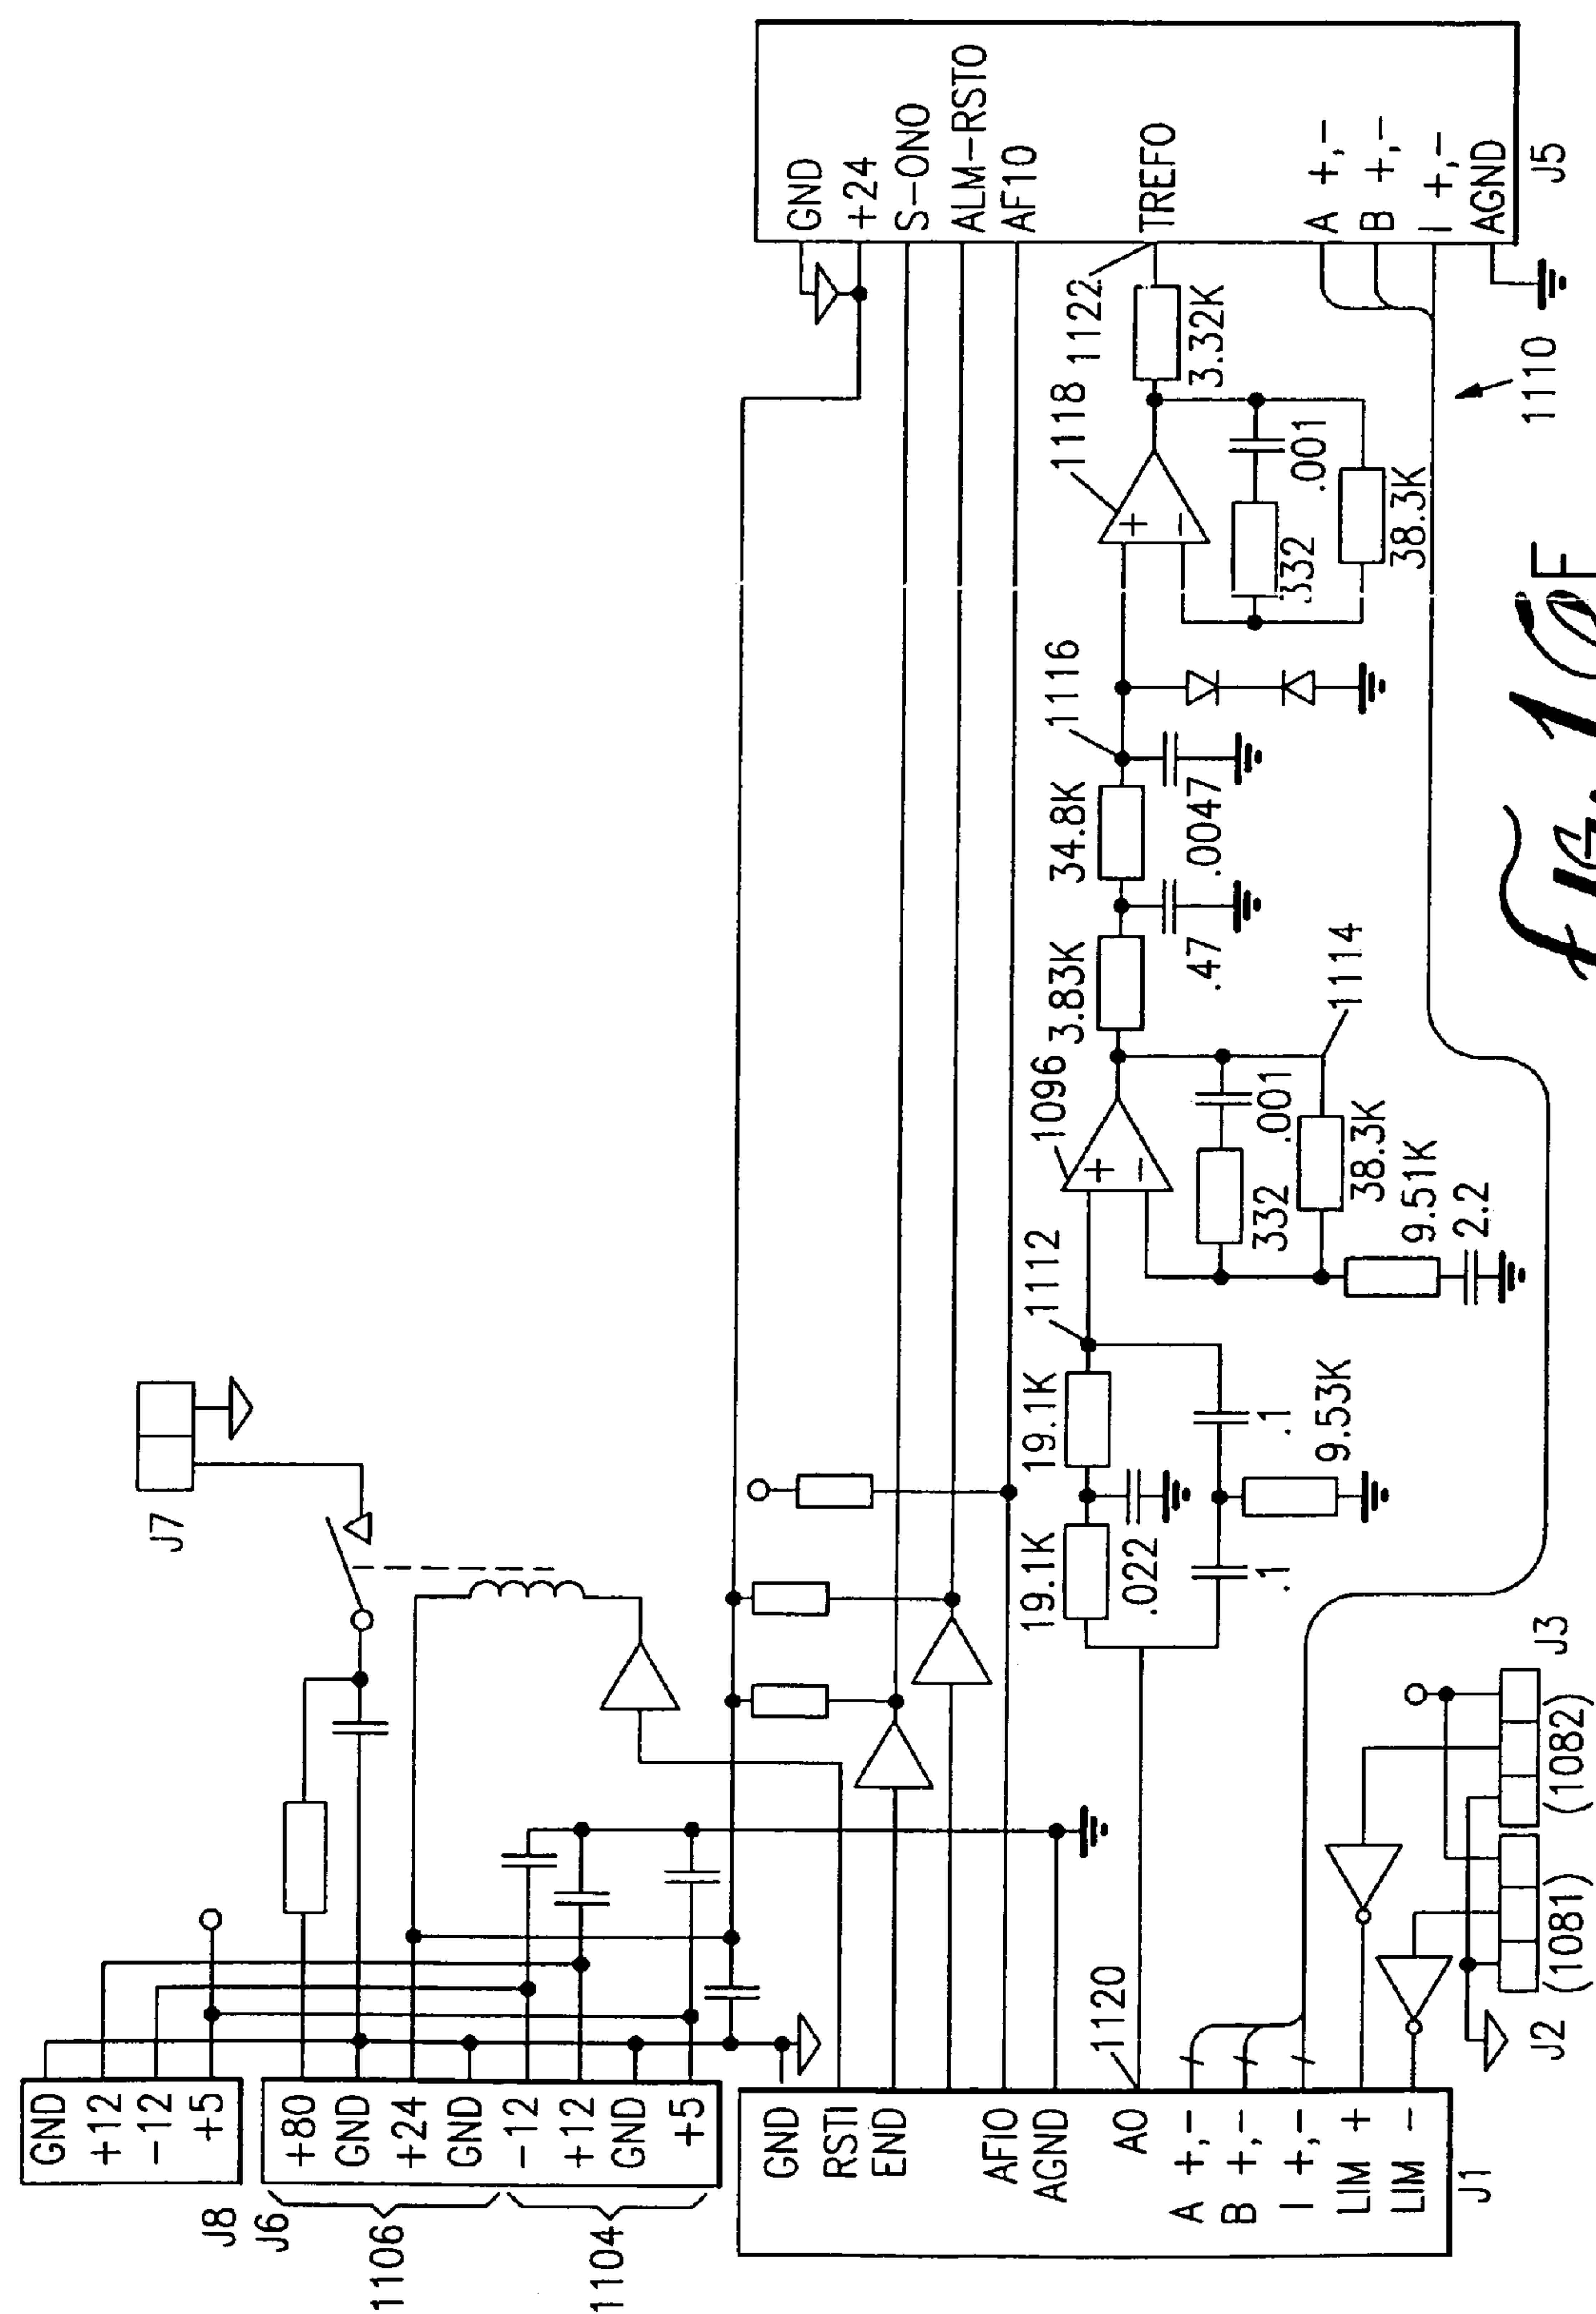 GND
+12
-12
+5
J8
+80
GND
+24
GND
-12
+12
GND
+5
J6
1106
1104
J7
GND
RSTI
END
AFIO
AGND
AO
A +,-
B +,-
I +,-
LIM +
LIM -
J1
1120
J2
(1081)
J3
(1082)
19.1K
19.1K
.022
.1
.1
9.53K
1112
1096
332
.001
38.3K
9.51K
2.2
1114
3.83K
.47
34.8K
.0047
1116
1118
332
.001
38.3K
3.32K
1122
1110
GND
+24
S-ONO
ALM-RSTO
AF10
TREFO
A +,-
B +,-
I +,-
AGND
J5
FIG. 16F